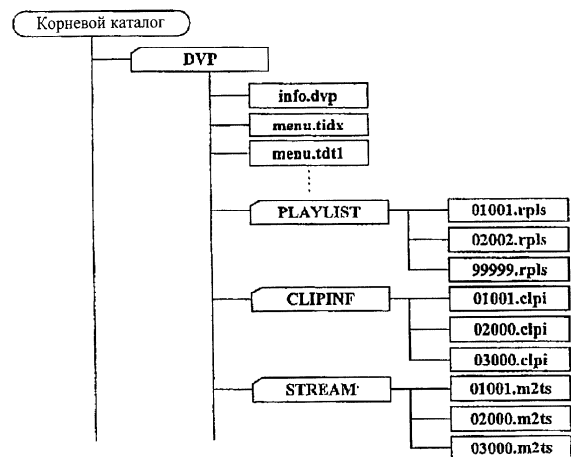 Корневой каталог
DVP
info.dvp
menu.tidx
menu.tdt1
PLAYLIST
01001.rpls
02002.rpls
99999.rpls
CLIPINF
01001.clpi
02000.clpi
03000.clpi
STREAM
01001.m2ts
02000.m2ts
03000.m2ts